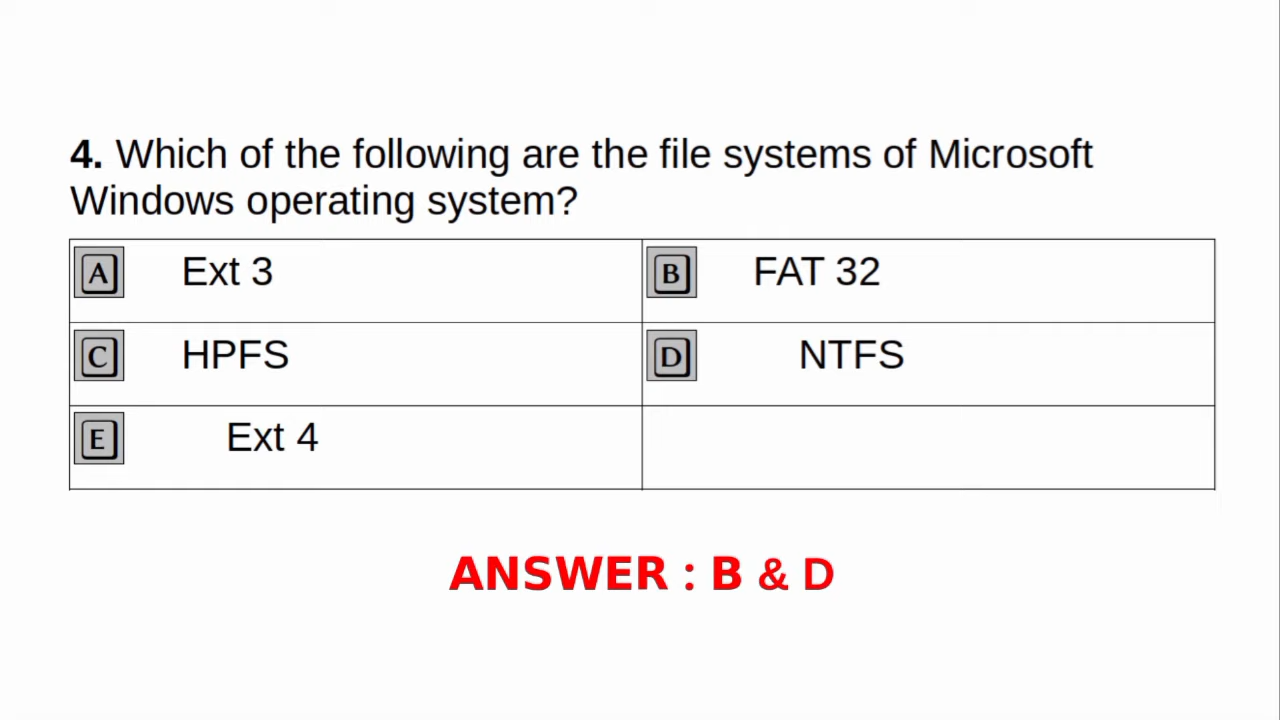 4. Which of the following are the file systems of Microsoft
Windows operating system?
A Ext 3
B FAT 32
C HPFS
D NTFS
E Ext 4
ANSWER : B & D